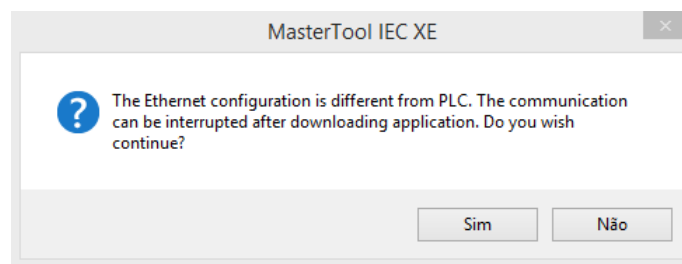 MasterTool IEC XE
The Ethernet configuration is different from PLC. The communication
can be interrupted after downloading application. Do you wish
continue?
Sim
Não